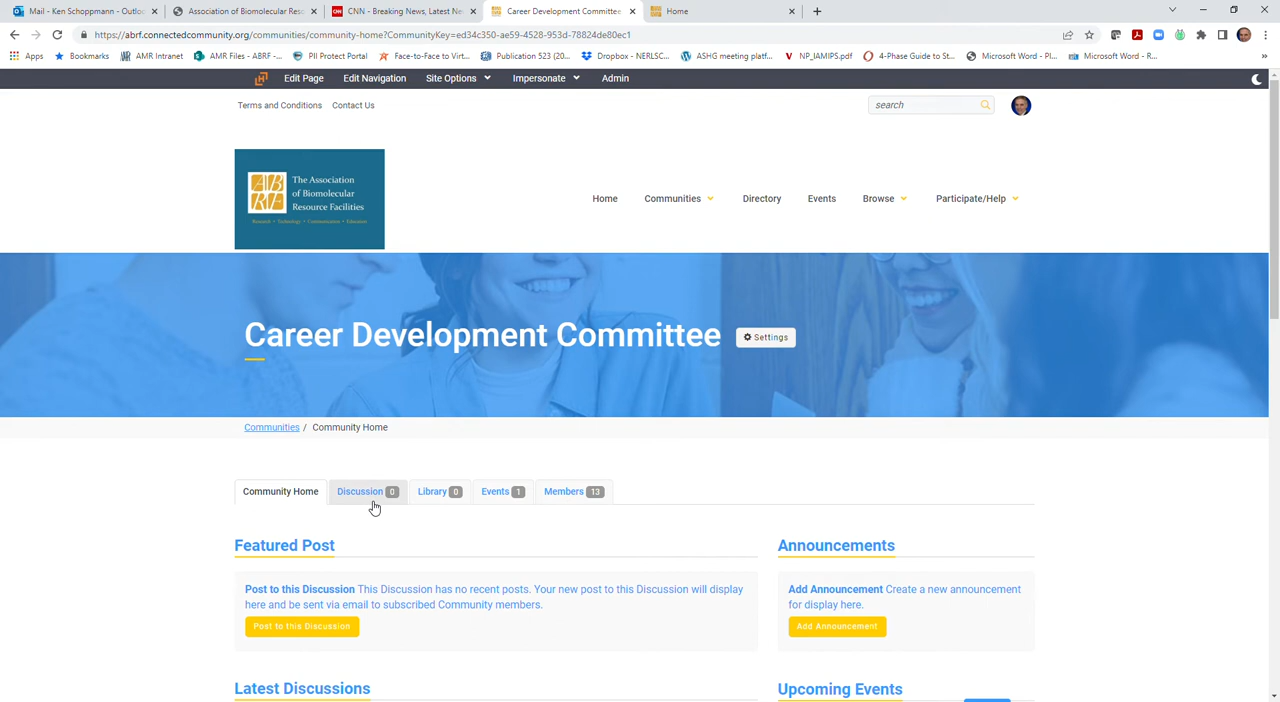 Mail - Ken Schoppmann - Outloo
Association of Biomolecular Reso
CNN - Breaking News, Latest Ne
Career Development Committee
Home
https://abrf.connectedcommunity.org/communities/community-home?CommunityKey=ed34c350-ae59-4528-953d-78824de80ec1
Apps
Bookmarks
AMR Intranet
AMR Files - ABRF -...
PII Protect Portal
Face-to-Face to Virt...
Publication 523 (20...
Dropbox - NERLSC...
ASHG meeting platf...
NP_IAMIPS.pdf
4-Phase Guide to St...
Microsoft Word - Pl...
Microsoft Word - R...
Edit Page
Edit Navigation
Site Options
Impersonate
Admin
Terms and Conditions
Contact Us
search
ABRF
The Association
of Biomolecular
Resource Facilities
Research • Technology • Communication • Education
Home
Communities
Directory
Events
Browse
Participate/Help
Career Development Committee
Settings
Communities / Community Home
Community Home
Discussion 0
Library 0
Events 1
Members 13
Featured Post
Post to this Discussion This Discussion has no recent posts. Your new post to this Discussion will display
here and be sent via email to subscribed Community members.
Post to this Discussion
Announcements
Add Announcement Create a new announcement
for display here.
Add Announcement
Latest Discussions
Upcoming Events